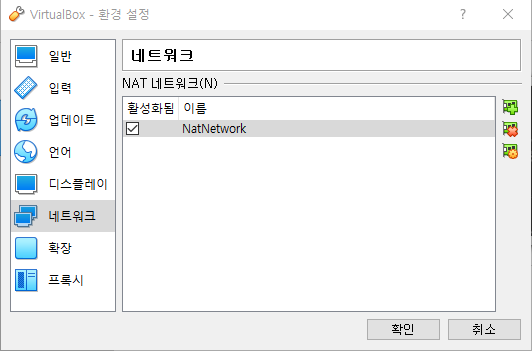 VirtualBox - 환경 설정
일반
입력
업데이트
언어
디스플레이
네트워크
확장
프록시
네트워크
NAT 네트워크(N)
활성화됨 이름
NatNetwork
확인 취소